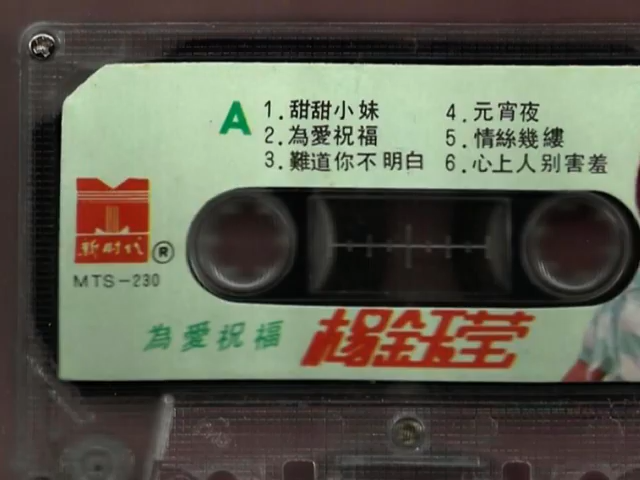 A
1.甜甜小妹
2.為愛祝福
3.難道你不明白
4.元宵夜
5.情絲幾縷
6.心上人别害羞
新时代
®
MTS-230
為愛祝福
楊鈺莹